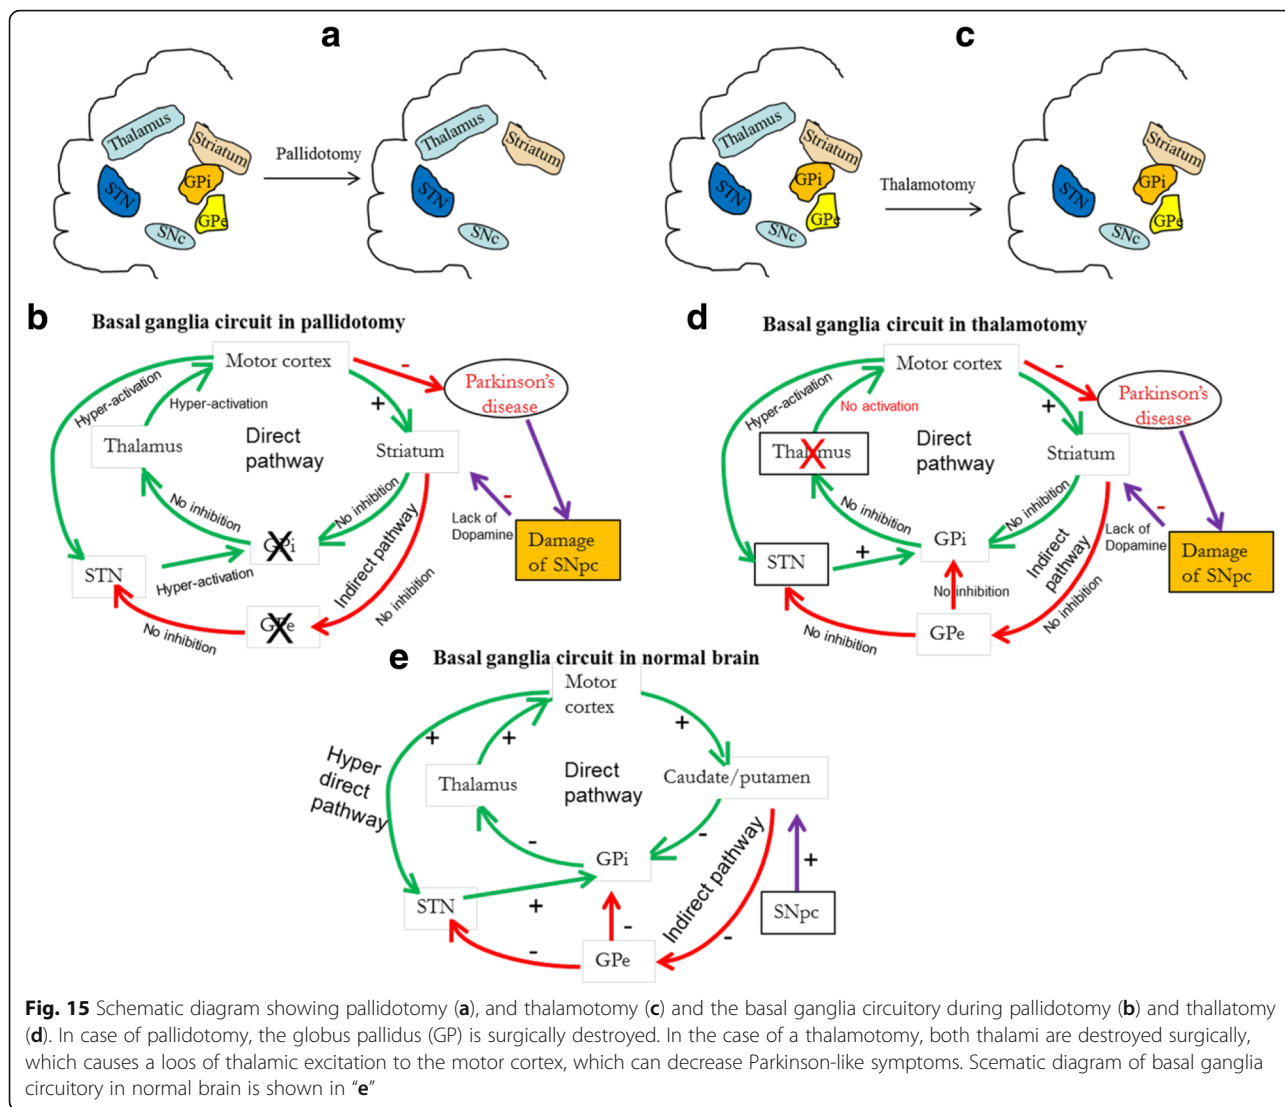 a
Thalamus
Striatum
GPi
STN
GPe
SNc
Pallidotomy
Thalamus
Striatum
STN
SNc
c
Thalamus
Striatum
GPi
STN
GPe
SNc
Thalamotomy
Striatum
GPi
STN
GPe
SNc
b
Basal ganglia circuit in pallidotomy
Motor cortex
-
Parkinson's
disease
Hyper-activation
Hyper-activation
+
Thalamus
Direct
pathway
Striatum
No inhibition
No inhibition
-
Lack of
Dopamine
Damage
of SNpc
GPi
X
STN
Hyper-activation
Indirect pathway
No inhibition
GPe
X
No inhibition
d
Basal ganglia circuit in thalamotomy
Motor cortex
-
Parkinson's
disease
Hyper-activation
No activation
+
Thalamus
X
Direct
pathway
Striatum
No inhibition
No inhibition
-
Lack of
Dopamine
Damage
of SNpc
GPi
STN
+
Indirect
pathway
No inhibition
No inhibition
GPe
No inhibition
e
Basal ganglia circuit in normal brain
Motor
cortex
+
+
+
Hyper
direct
pathway
Thalamus
Direct
pathway
Caudate/putamen
-
-
GPi
Indirect pathway
+
STN
+
SNpc
-
-
-
GPe
Fig. 15 Schematic diagram showing pallidotomy (a), and thalamotomy (c) and the basal ganglia circuitory during pallidotomy (b) and thallatomy
(d). In case of pallidotomy, the globus pallidus (GP) is surgically destroyed. In the case of a thalamotomy, both thalami are destroyed surgically,
which causes a loos of thalamic excitation to the motor cortex, which can decrease Parkinson-like symptoms. Scematic diagram of basal ganglia
circuitory in normal brain is shown in "e"